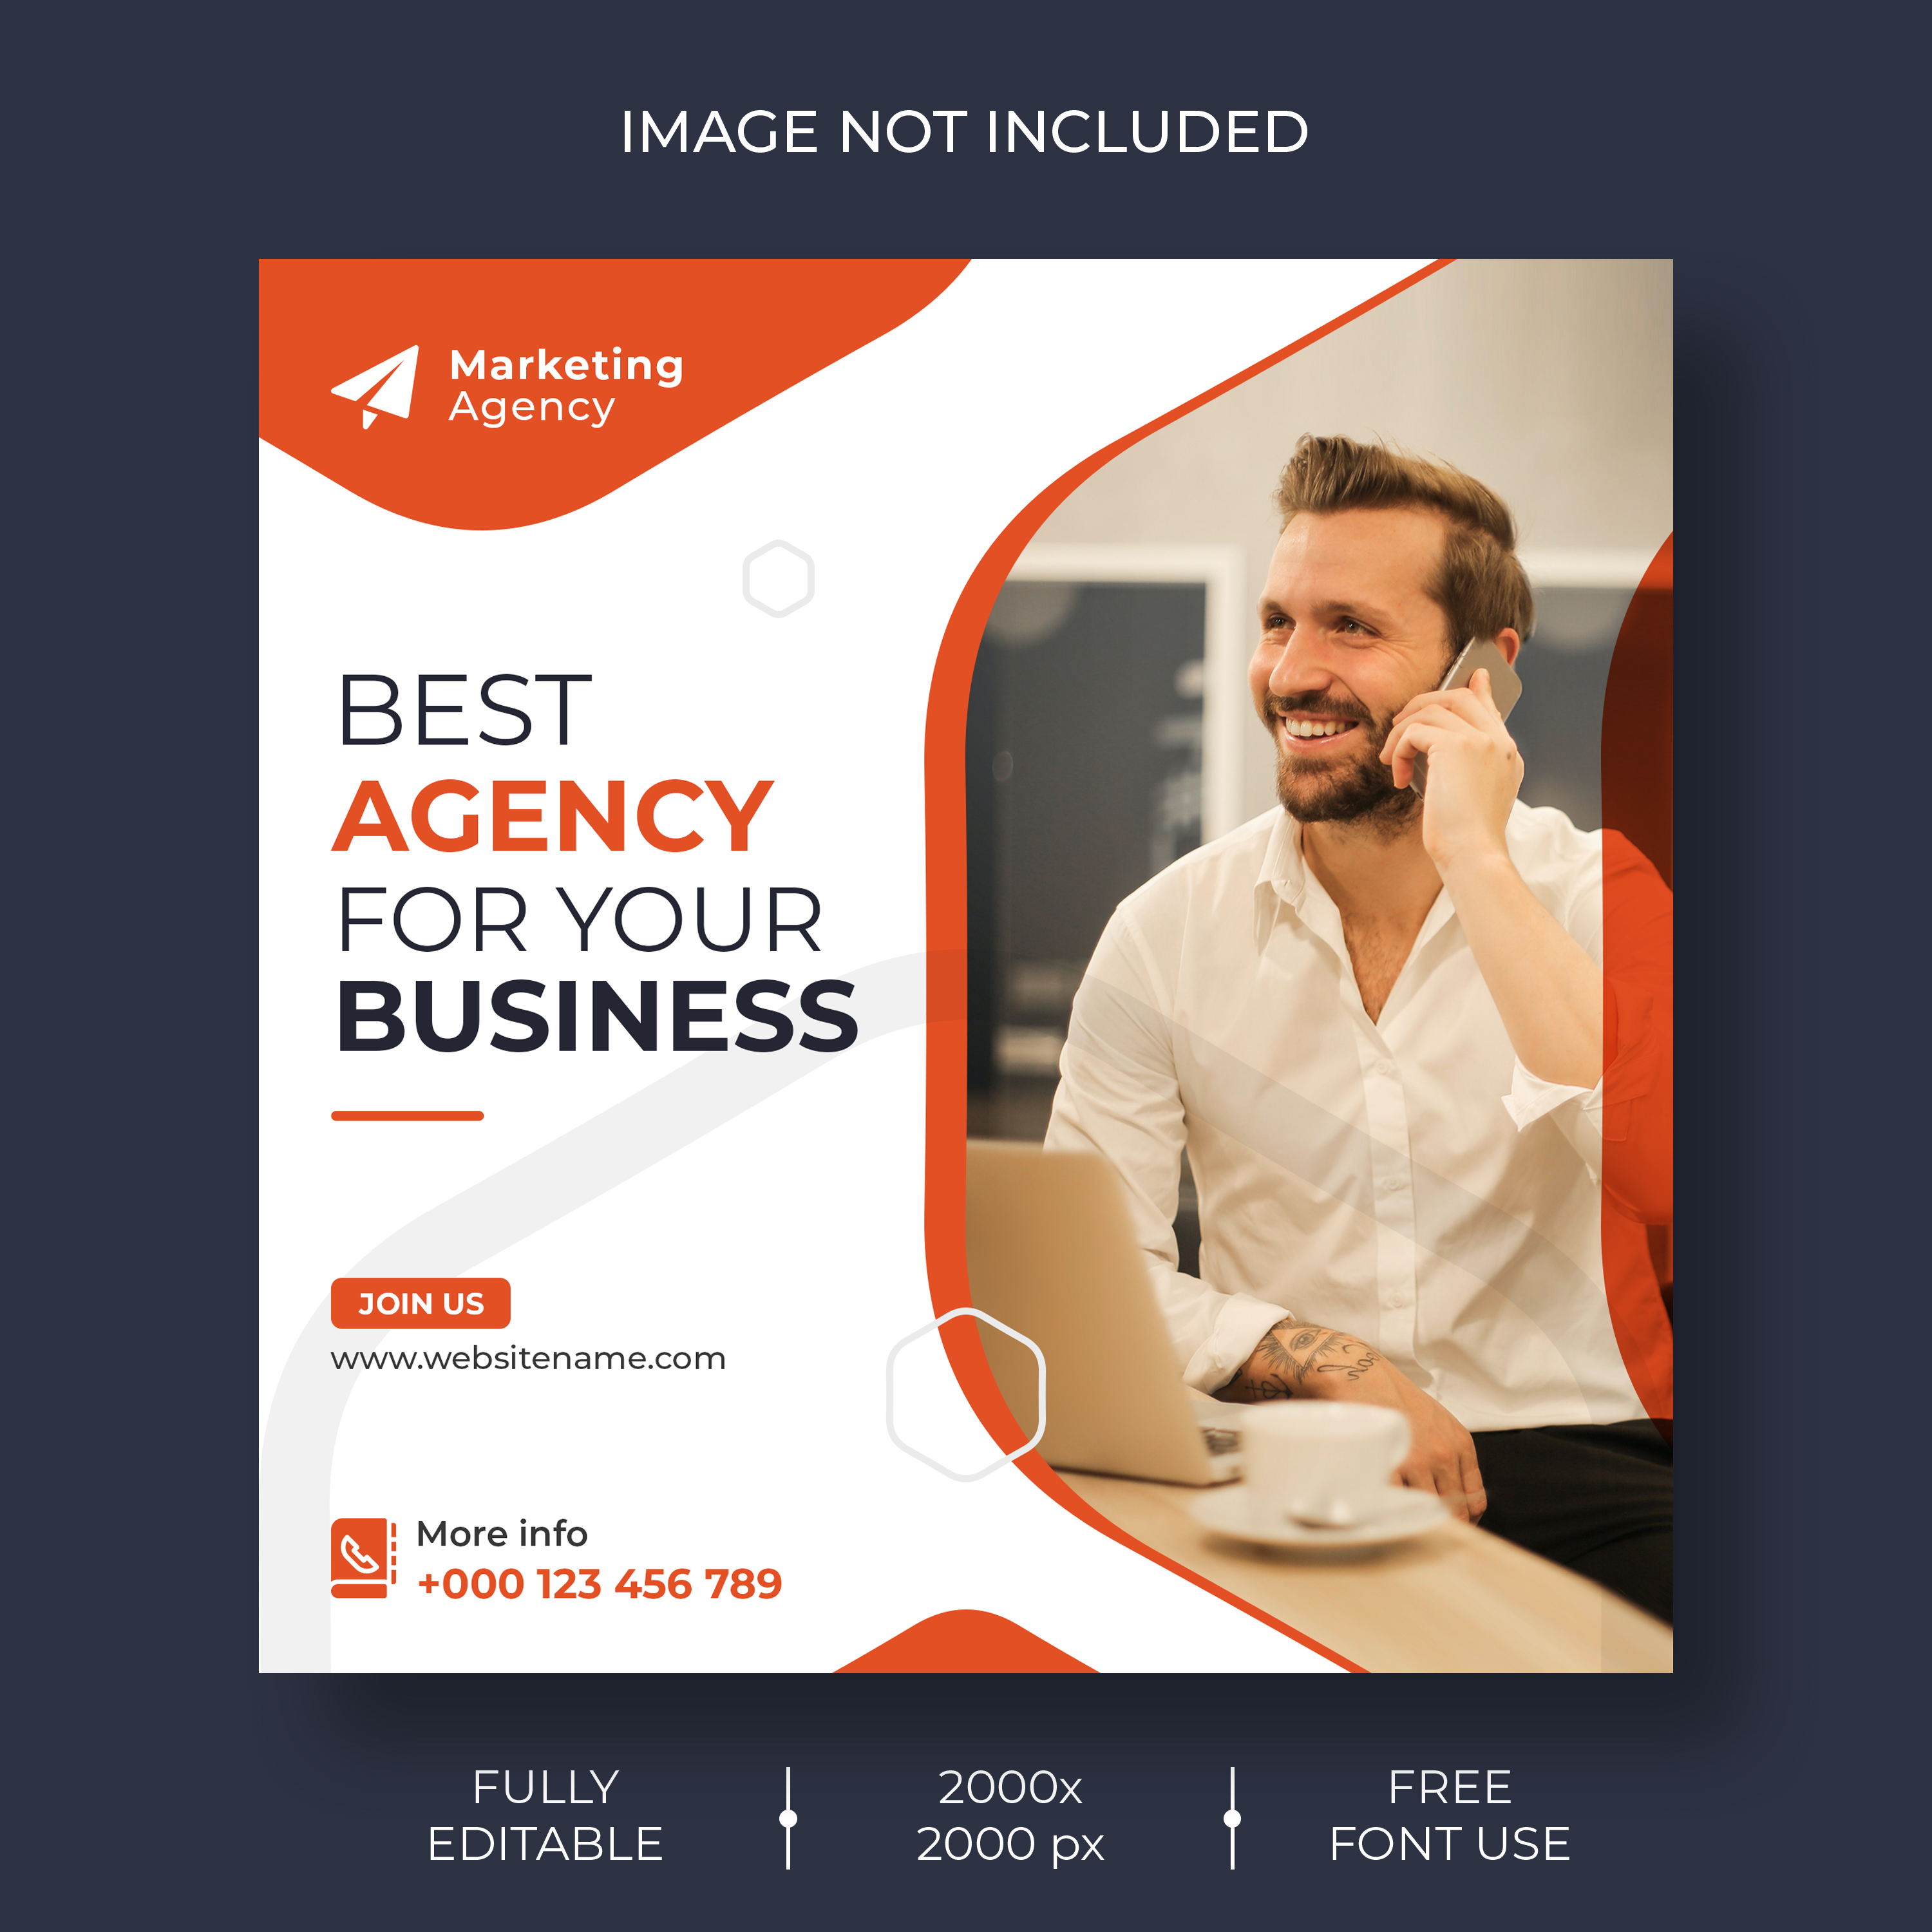 IMAGE NOT INCLUDED
Marketing
Agency
BEST
AGENCY
FOR YOUR
BUSINESS
JOIN US
www.websitename.com
More info
+000 123 456 789
FULLY
EDITABLE
2000x
2000 px
FREE
FONT USE